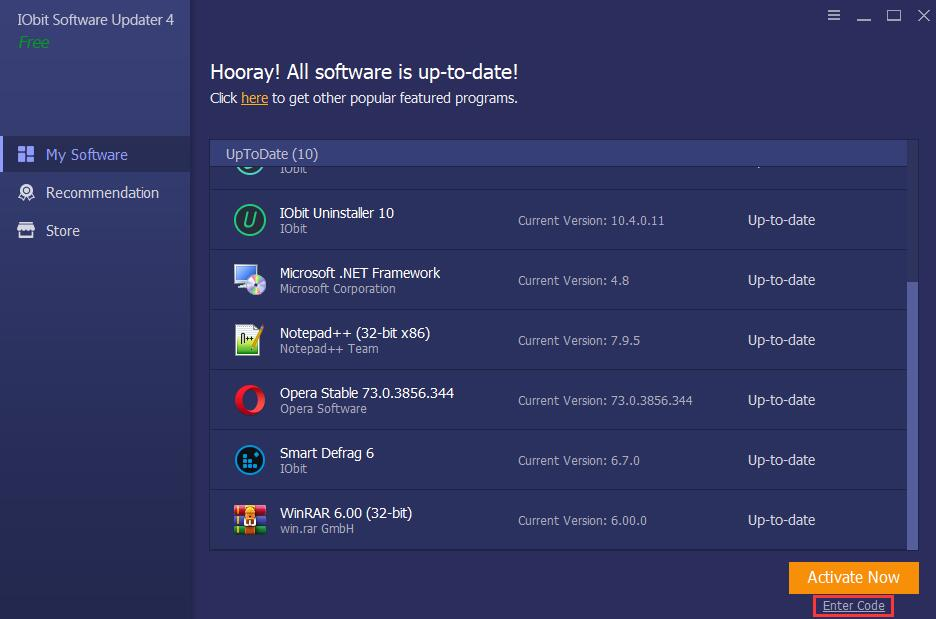 IObit Software Updater 4
Free
Hooray! All software is up-to-date!
Click here to get other popular featured programs.
My Software
Recommendation
Store
UpToDate (10)
IObit
IObit Uninstaller 10
IObit
Current Version: 10.4.0.11
Up-to-date
Microsoft .NET Framework
Microsoft Corporation
Current Version: 4.8
Up-to-date
Notepad++ (32-bit x86)
Notepad++ Team
Current Version: 7.9.5
Up-to-date
Opera Stable 73.0.3856.344
Opera Software
Current Version: 73.0.3856.344
Up-to-date
Smart Defrag 6
IObit
Current Version: 6.7.0
Up-to-date
WinRAR 6.00 (32-bit)
win.rar GmbH
Current Version: 6.00.0
Up-to-date
Activate Now
Enter Code